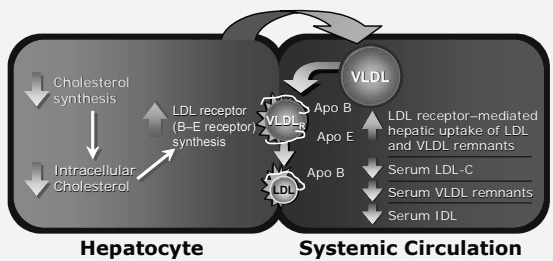 Cholesterol
synthesis
Intracellular
Cholesterol
LDL receptor
(B–E receptor)
synthesis
VLDL
Apo B
VLDLR
Apo E
Apo B
LDL
LDL receptor–mediated
hepatic uptake of LDL
and VLDL remnants
Serum LDL-C
Serum VLDL remnants
Serum IDL
Hepatocyte
Systemic Circulation